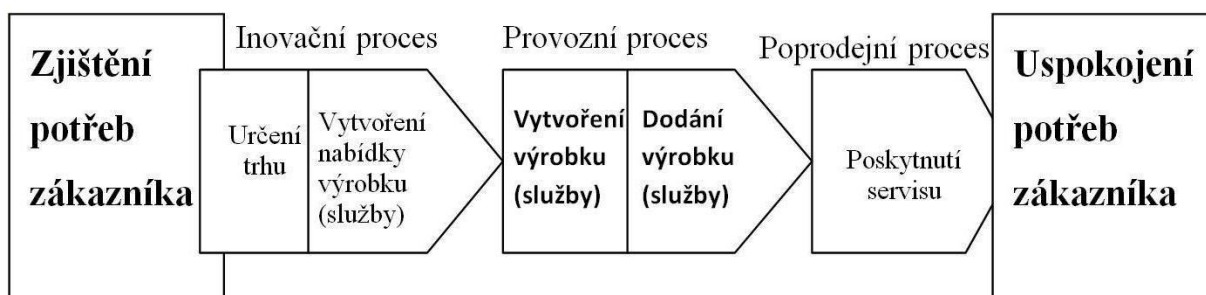 Zjištění
potřeb
zákazníka
Inovační proces
Určení
trhu
Vytvoření
nabídky
výrobku
(služby)
Provozní proces
Vytvoření
výrobku
(služby)
Dodání
výrobku
(služby)
Poprodejní proces
Poskytnutí
servisu
Uspokojení
potřeb
zákazníka